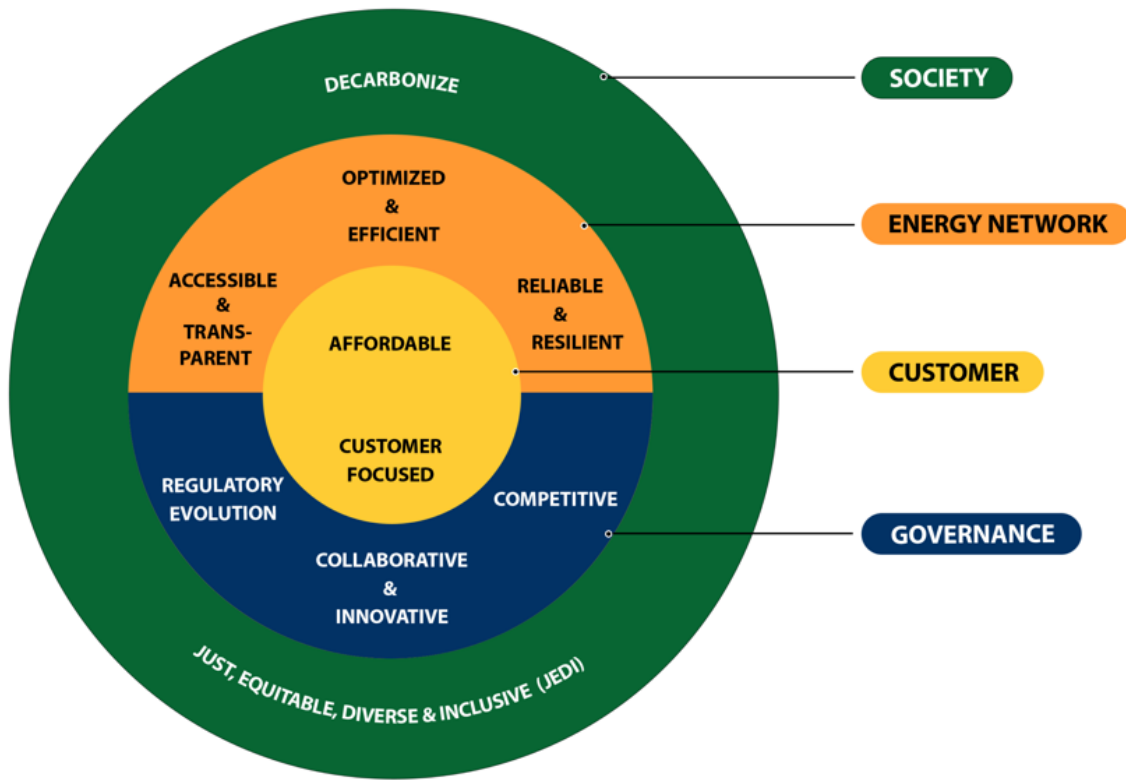 DECARBONIZE
SOCIETY
OPTIMIZED
&
EFFICIENT
ENERGY NETWORK
ACCESSIBLE
&
TRANS-
PARENT
RELIABLE
&
RESILIENT
AFFORDABLE
CUSTOMER
CUSTOMER
FOCUSED
REGULATORY
EVOLUTION
COMPETITIVE
GOVERNANCE
COLLABORATIVE
&
INNOVATIVE
JUST, EQUITABLE, DIVERSE & INCLUSIVE (JEDI)